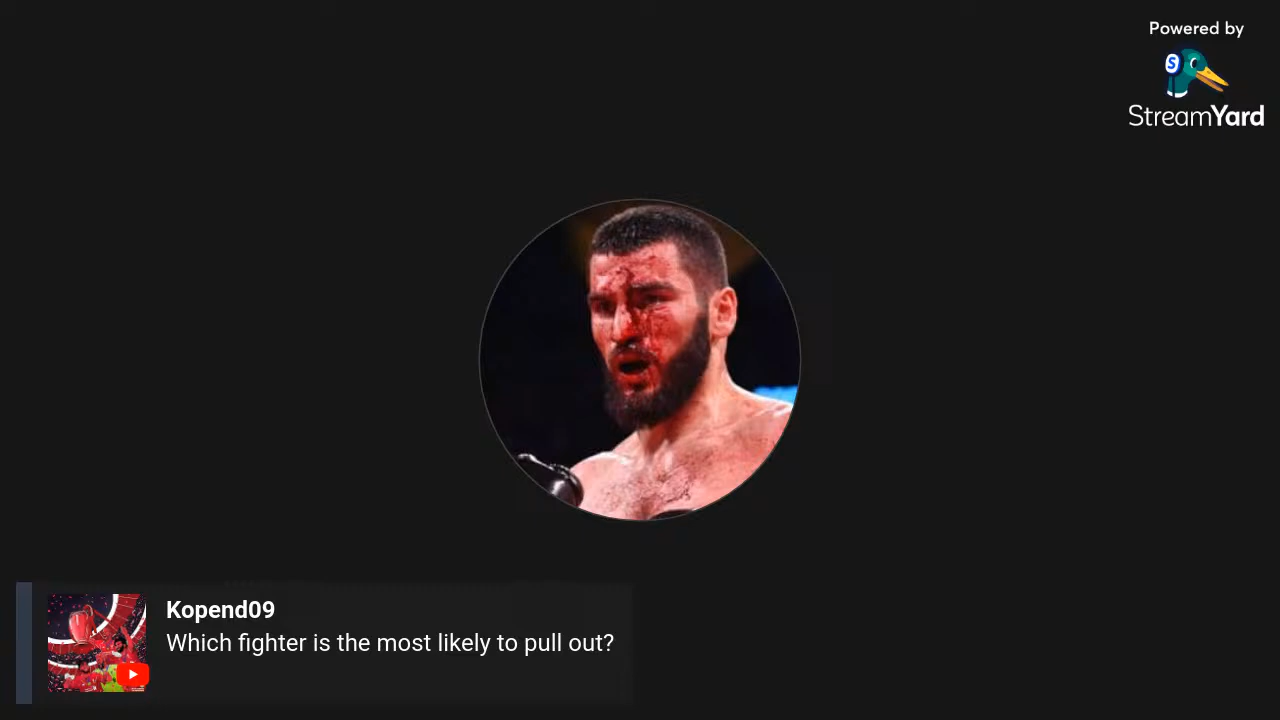 Powered by
S
StreamYard
Kopend09
Which fighter is the most likely to pull out?